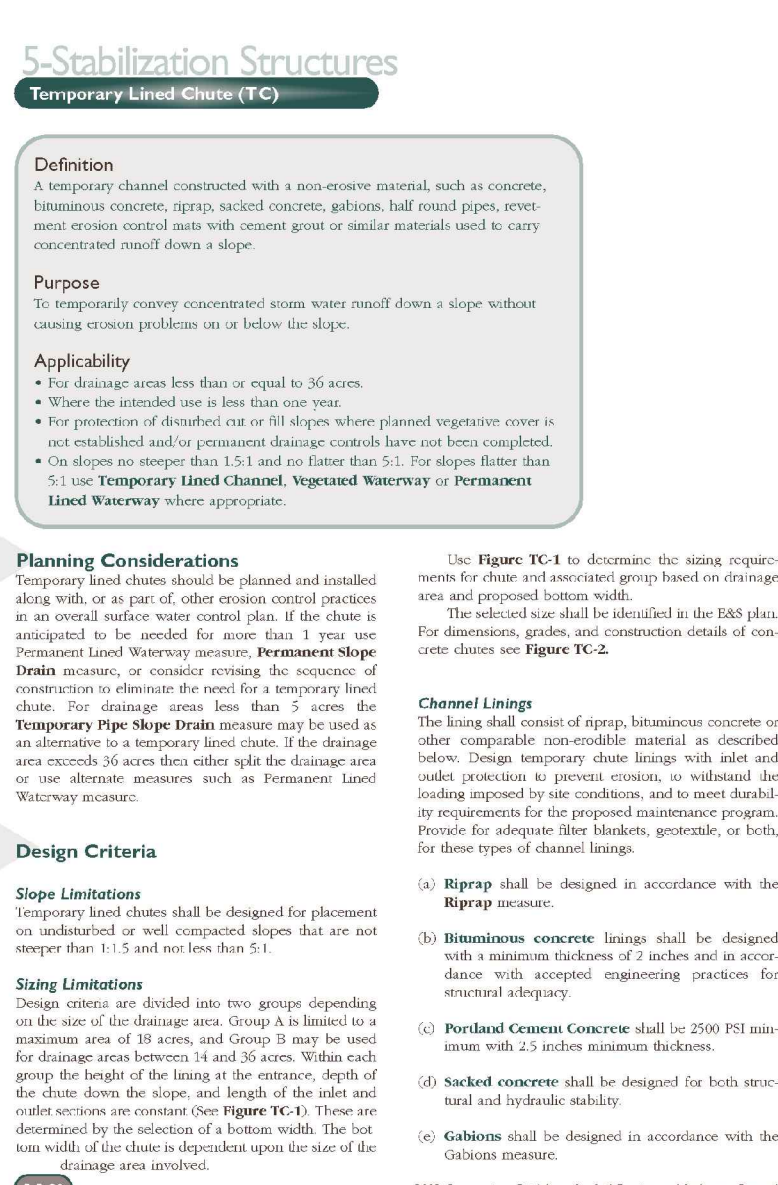 5-Stabilization Structures
Temporary Lined Chute (TC)
Definition
A temporary channel constructed with a non-erosive material, such as concrete,
bituminous concrete, riprap, sacked concrete, gabions, half round pipes, revet-
ment erosion control mats with cement grout or similar materials used to carry
concentrated runoff down a slope.
Purpose
To temporarily convey concentrated storm water runoff down a slope without
causing erosion problems on or below the slope.
Applicability
• For drainage areas less than or equal to 36 acres.
• Where the intended use is less than one year.
• For protection of disturbed cut or fill slopes where planned vegetative cover is
not established and/or permanent drainage controls have not been completed.
• On slopes no steeper than 1.5:1 and no flatter than 5:1. For slopes flatter than
5:1 use Temporary Lined Channel, Vegetated Waterway or Permanent
Lined Waterway where appropriate.
Planning Considerations
Temporary lined chutes should be planned and installed
along with, or as part of, other erosion control practices
in an overall surface water control plan. If the chute is
anticipated to be needed for more than 1 year use
Permanent Lined Waterway measure, Permanent Slope
Drain measure, or consider revising the sequence of
construction to eliminate the need for a temporary lined
chute. For drainage areas less than 5 acres the
Temporary Pipe Slope Drain measure may be used as
an alternative to a temporary lined chute. If the drainage
area exceeds 36 acres then either split the drainage area
or use alternate measures such as Permanent Lined
Waterway measure.
Design Criteria
Slope Limitations
Temporary lined chutes shall be designed for placement
on undisturbed or well compacted slopes that are not
steeper than 1:1.5 and not less than 5:1.
Sizing Limitations
Design criteria are divided into two groups depending
on the size of the drainage area. Group A is limited to a
maximum area of 18 acres, and Group B may be used
for drainage areas between 14 and 36 acres. Within each
group the height of the lining at the entrance, depth of
the chute down the slope, and length of the inlet and
outlet sections are constant (See Figure TC-1). These are
determined by the selection of a bottom width. The bot
tom width of the chute is dependent upon the size of the
drainage area involved.
Use Figure TC-1 to determine the sizing require-
ments for chute and associated group based on drainage
area and proposed bottom width.
The selected size shall be identified in the E&S plan.
For dimensions, grades, and construction details of con-
crete chutes see Figure TC-2.
Channel Linings
The lining shall consist of riprap, bituminous concrete or
other comparable non-erodible material as described
below. Design temporary chute linings with inlet and
outlet protection to prevent erosion, to withstand the
loading imposed by site conditions, and to meet durabil-
ity requirements for the proposed maintenance program.
Provide for adequate filter blankets, geotextile, or both,
for these types of channel linings.
(a) Riprap shall be designed in accordance with the
Riprap measure.
(b) Bituminous concrete linings shall be designed
with a minimum thickness of 2 inches and in accor-
dance with accepted engineering practices for
structural adequacy.
(c) Portland Cement Concrete shall be 2500 PSI min-
imum with 2.5 inches minimum thickness.
(d) Sacked concrete shall be designed for both struc-
tural and hydraulic stability.
(e) Gabions shall be designed in accordance with the
Gabions measure.